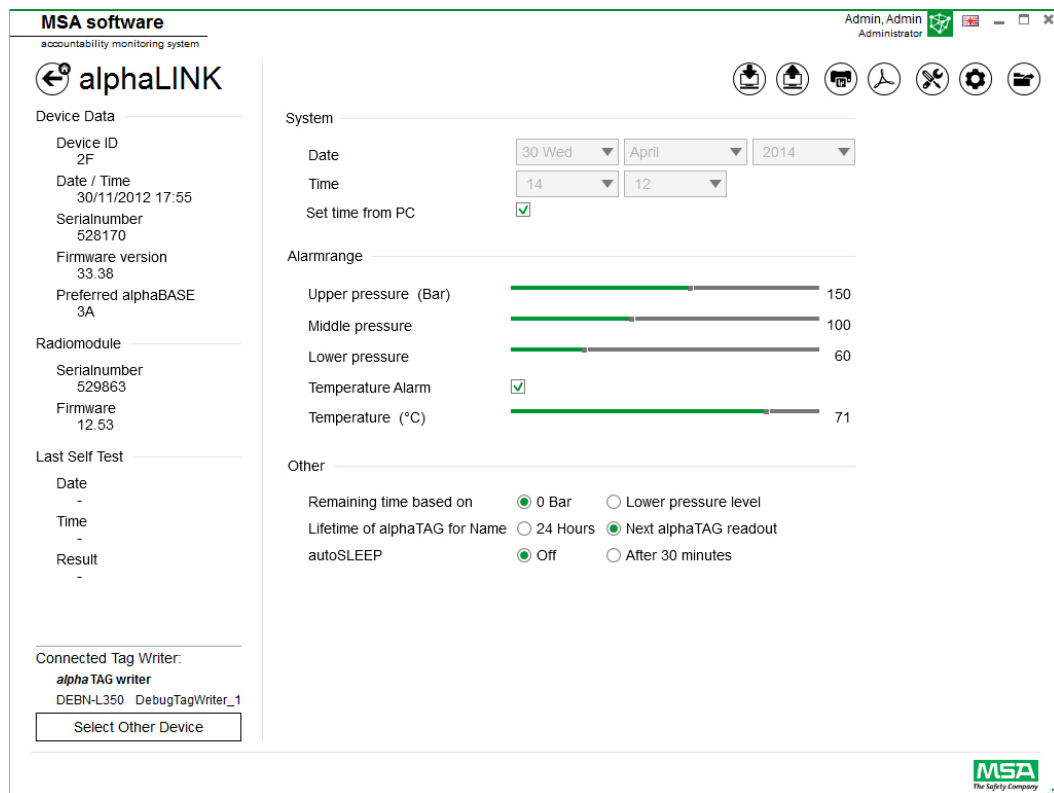 MSA software
accountability monitoring system
Admin, Admin
Administrator
alphaLINK
Device Data
Device ID
2F
Date / Time
30/11/2012 17:55
Serialnumber
528170
Firmware version
33.38
Preferred alphaBASE
3A
Radiomodule
Serialnumber
529863
Firmware
12.53
Last Self Test
Date
-
Time
-
Result
-
Connected Tag Writer:
alphaTAG writer
DEBN-L350 DebugTagWriter_1
Select Other Device
System
Date 30 Wed April 2014
Time 14 12
Set time from PC
Alarmrange
Upper pressure (Bar) 150
Middle pressure 100
Lower pressure 60
Temperature Alarm
Temperature (°C) 71
Other
Remaining time based on 0 Bar Lower pressure level
Lifetime of alphaTAG for Name 24 Hours Next alphaTAG readout
autoSLEEP Off After 30 minutes
MSA
The Safety Company